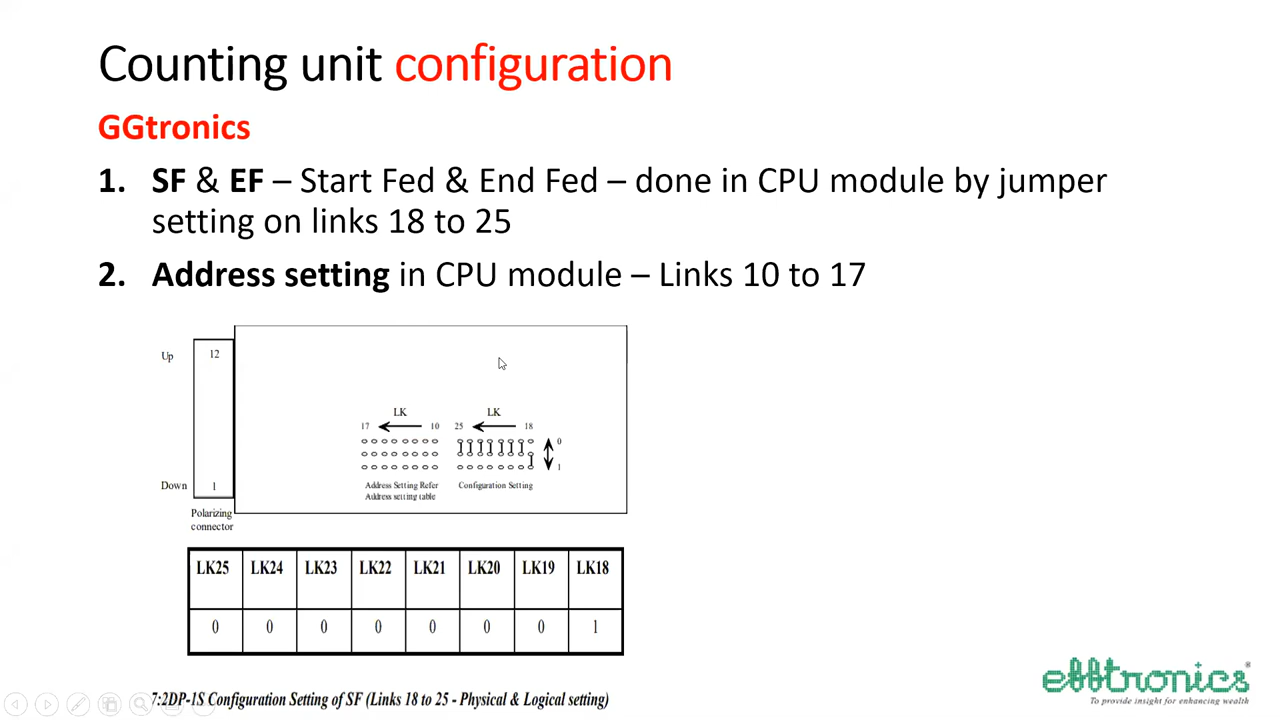 Counting unit configuration
GGtronics
1. SF & EF – Start Fed & End Fed – done in CPU module by jumper
setting on links 18 to 25
2. Address setting in CPU module – Links 10 to 17
Up
12
LK
LK
17
10
25
18
0
1
Address Setting Refer
Address setting table
Configuration Setting
Down
1
Polarizing
connector
LK25 LK24 LK23 LK22 LK21 LK20 LK19 LK18
0 0 0 0 0 0 0 1
7:2DP-1S Configuration Setting of SF (Links 18 to 25 - Physical & Logical setting)
efftronics ®
To provide insight for enhancing wealth